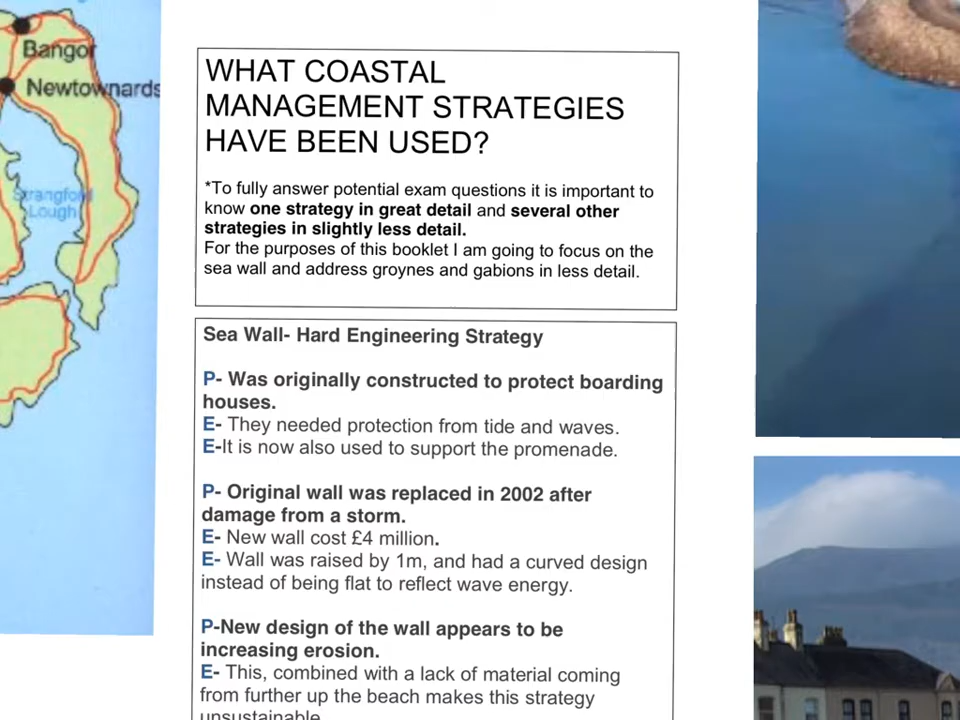 Bangor
Newtownards
Strangford
Lough
WHAT COASTAL
MANAGEMENT STRATEGIES
HAVE BEEN USED?
*To fully answer potential exam questions it is important to
know one strategy in great detail and several other
strategies in slightly less detail.
For the purposes of this booklet I am going to focus on the
sea wall and address groynes and gabions in less detail.
Sea Wall- Hard Engineering Strategy
P- Was originally constructed to protect boarding
houses.
E- They needed protection from tide and waves.
E-It is now also used to support the promenade.
P- Original wall was replaced in 2002 after
damage from a storm.
E- New wall cost £4 million.
E- Wall was raised by 1m, and had a curved design
instead of being flat to reflect wave energy.
P-New design of the wall appears to be
increasing erosion.
E- This, combined with a lack of material coming
from further up the beach makes this strategy
unsustainable